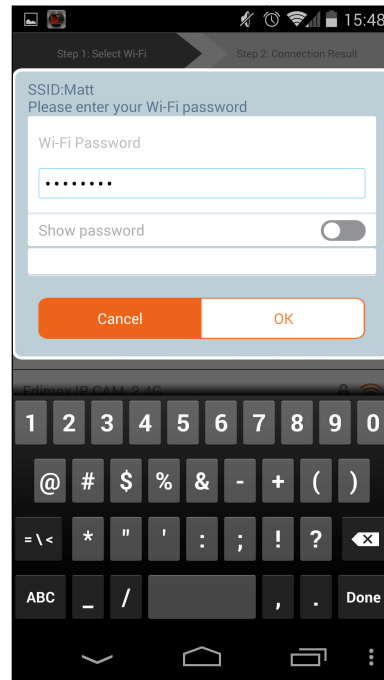 15:48
Step 1: Select Wi-Fi Step 2: Connection Result
SSID:Matt
Please enter your Wi-Fi password
Wi-Fi Password
••••••••
Show password
Cancel OK
Edimax IP CAM 2.4G
1 2 3 4 5 6 7 8 9 0
@ # $ % & - + ( )
= \ < * " ' : ; ! ?
ABC _ / , . Done